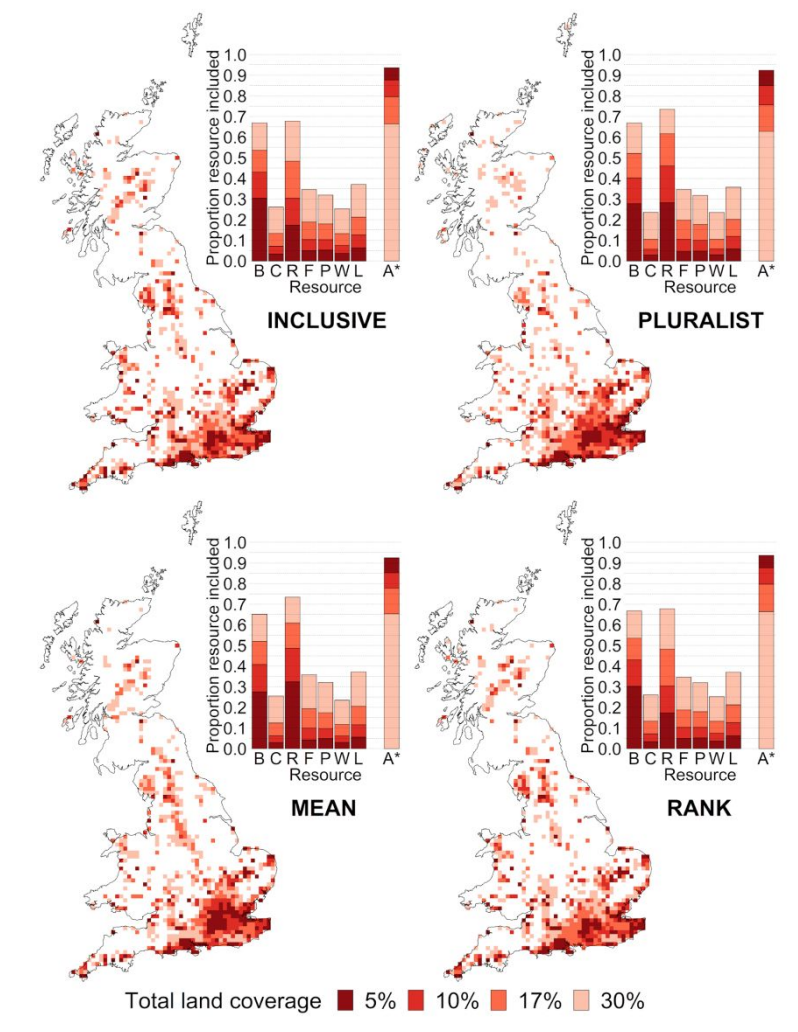 Proportion resource included
1.0
0.9
0.8
0.7
0.6
0.5
0.4
0.3
0.2
0.1
0.0
B C R F P W L A*
Resource
INCLUSIVE
Proportion resource included
1.0
0.9
0.8
0.7
0.6
0.5
0.4
0.3
0.2
0.1
0.0
B C R F P W L A*
Resource
PLURALIST
Proportion resource included
1.0
0.9
0.8
0.7
0.6
0.5
0.4
0.3
0.2
0.1
0.0
B C R F P W L A*
Resource
MEAN
Proportion resource included
1.0
0.9
0.8
0.7
0.6
0.5
0.4
0.3
0.2
0.1
0.0
B C R F P W L A*
Resource
RANK
Total land coverage 5% 10% 17% 30%